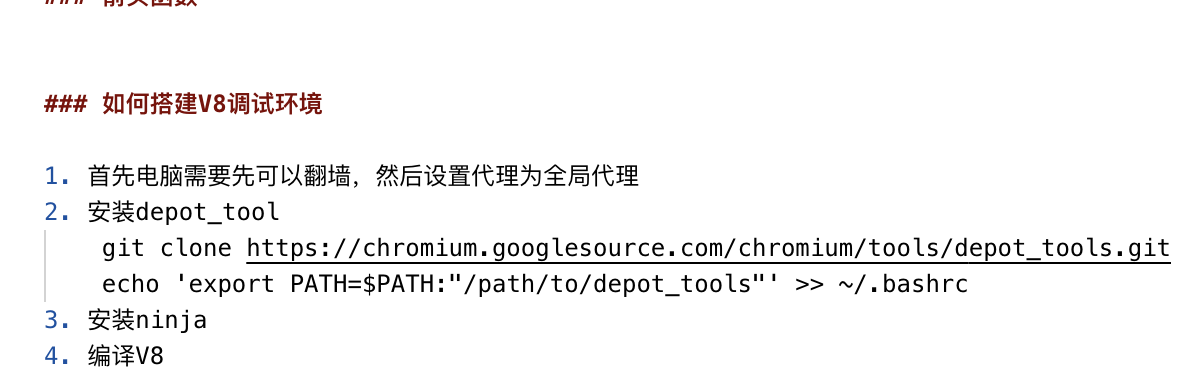 ### 箭头函数
### 如何搭建V8调试环境
1. 首先电脑需要先可以翻墙，然后设置代理为全局代理
2. 安装depot_tool
git clone https://chromium.googlesource.com/chromium/tools/depot_tools.git
echo 'export PATH=$PATH:"/path/to/depot_tools"' >> ~/.bashrc
3. 安装ninja
4. 编译V8